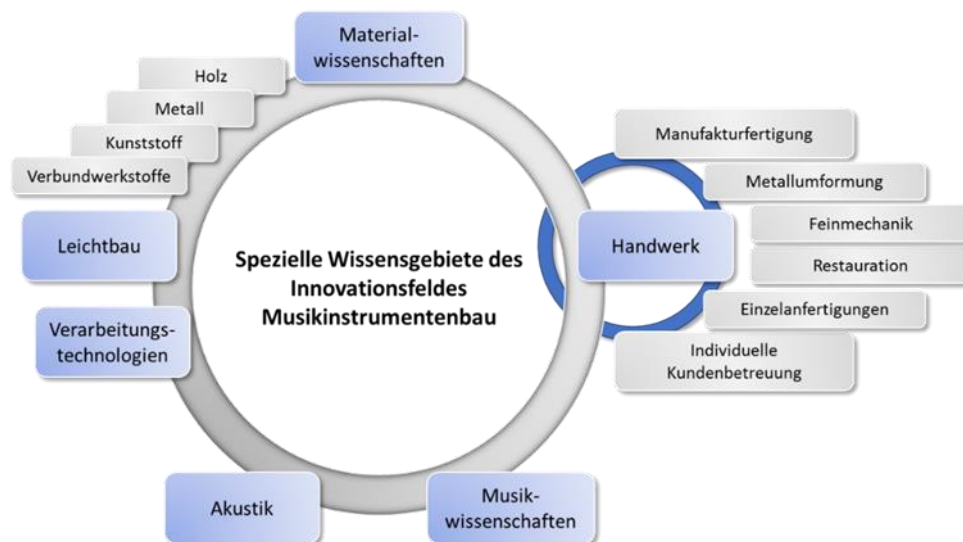 Material-
wissenschaften
Holz
Metall
Kunststoff
Verbundwerkstoffe
Leichtbau
Verarbeitungs-
technologien
Akustik
Musik-
wissenschaften
Spezielle Wissensgebiete des
Innovationsfeldes
Musikinstrumentenbau
Handwerk
Manufakturfertigung
Metallumformung
Feinmechanik
Restauration
Einzelanfertigungen
Individuelle
Kundenbetreuung